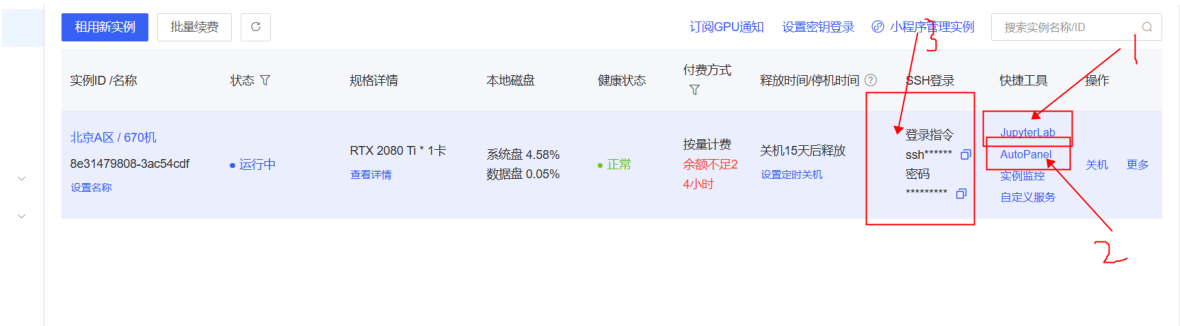 租用新实例 批量续费 订阅GPU通知 设置密钥登录 小程序管理实例 搜索实例名称/ID
3 1
实例ID /名称 状态 规格详情 本地磁盘 健康状态 付费方式 释放时间/停机时间 SSH登录 快捷工具 操作
北京A区 / 670机
8e31479808-3ac54cdf
设置名称
运行中
RTX 2080 Ti * 1卡
查看详情
系统盘 4.58%
数据盘 0.05%
正常
按量计费
余额不足2
4小时
关机15天后释放
设置定时关机
登录指令
ssh******
密码
*********
JupyterLab
AutoPanel
实例监控
自定义服务
关机 更多
2